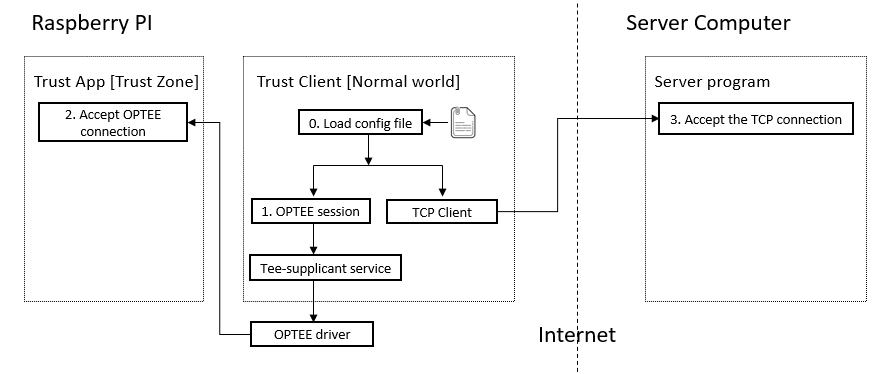 Raspberry PI
Server Computer
Trust App [Trust Zone]
Trust Client [Normal world]
Server program
2. Accept OPTEE
connection
0. Load config file
3. Accept the TCP connection
1. OPTEE session
TCP Client
Tee-supplicant service
OPTEE driver
Internet